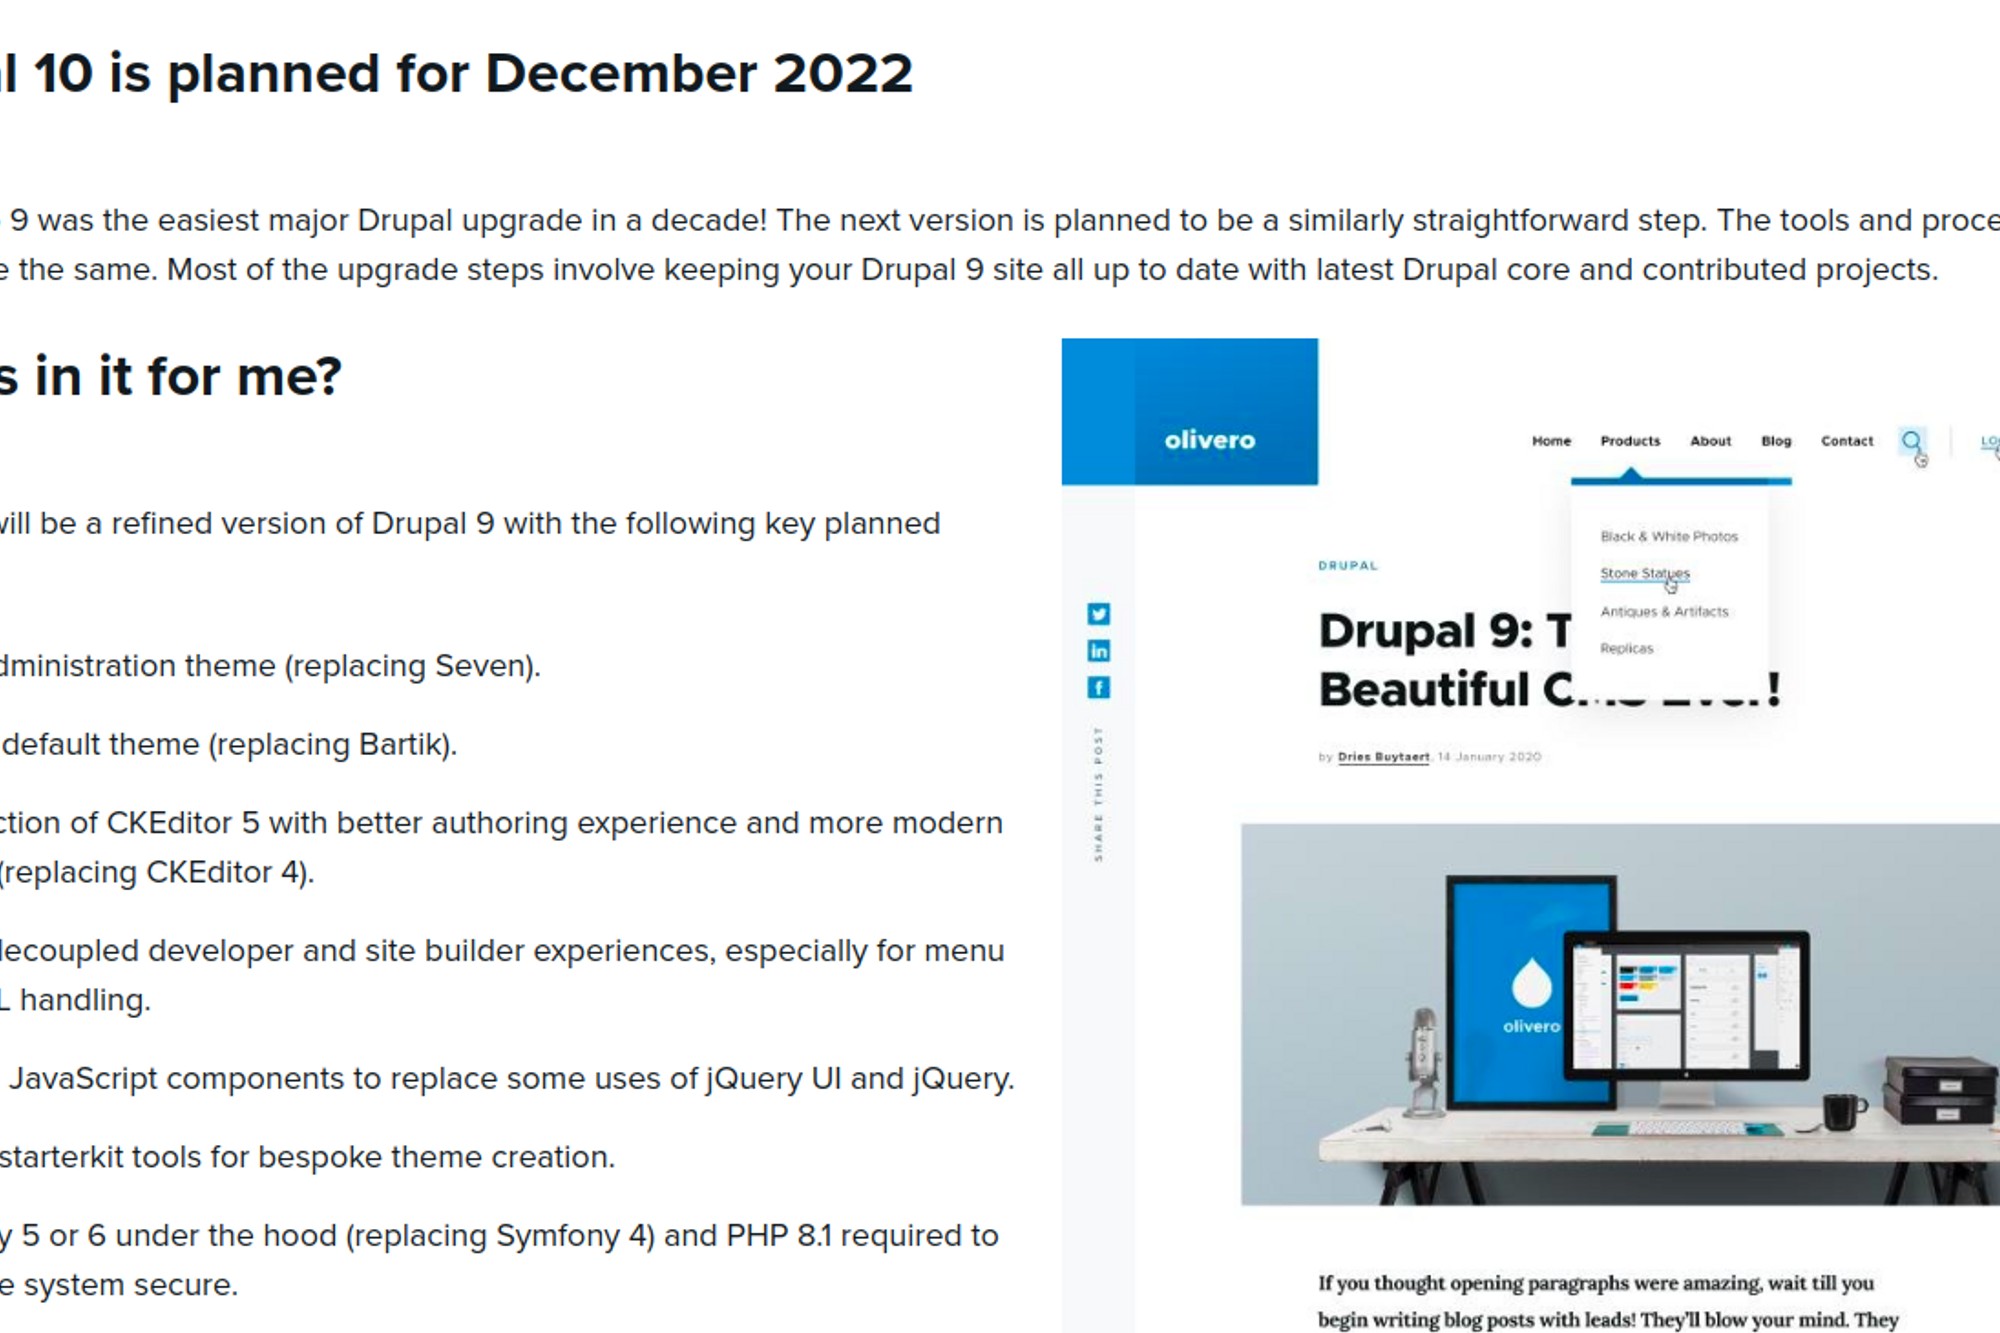 l 10 is planned for December 2022
9 was the easiest major Drupal upgrade in a decade! The next version is planned to be a similarly straightforward step. The tools and proce
e the same. Most of the upgrade steps involve keeping your Drupal 9 site all up to date with latest Drupal core and contributed projects.
s in it for me?
will be a refined version of Drupal 9 with the following key planned
dministration theme (replacing Seven).
default theme (replacing Bartik).
ction of CKEditor 5 with better authoring experience and more modern
(replacing CKEditor 4).
decoupled developer and site builder experiences, especially for menu
L handling.
JavaScript components to replace some uses of jQuery UI and jQuery.
starterkit tools for bespoke theme creation.
y 5 or 6 under the hood (replacing Symfony 4) and PHP 8.1 required to
e system secure.
olivero
Home Products About Blog Contact
Black & White Photos
Stone Statues
Antiques & Artifacts
Replicas
DRUPAL
Drupal 9: T
Beautiful C
by Dries Buytaert, 14 January 2020
SHARE THIS POST
olivero
If you thought opening paragraphs were amazing, wait till you
begin writing blog posts with leads! They'll blow your mind. They